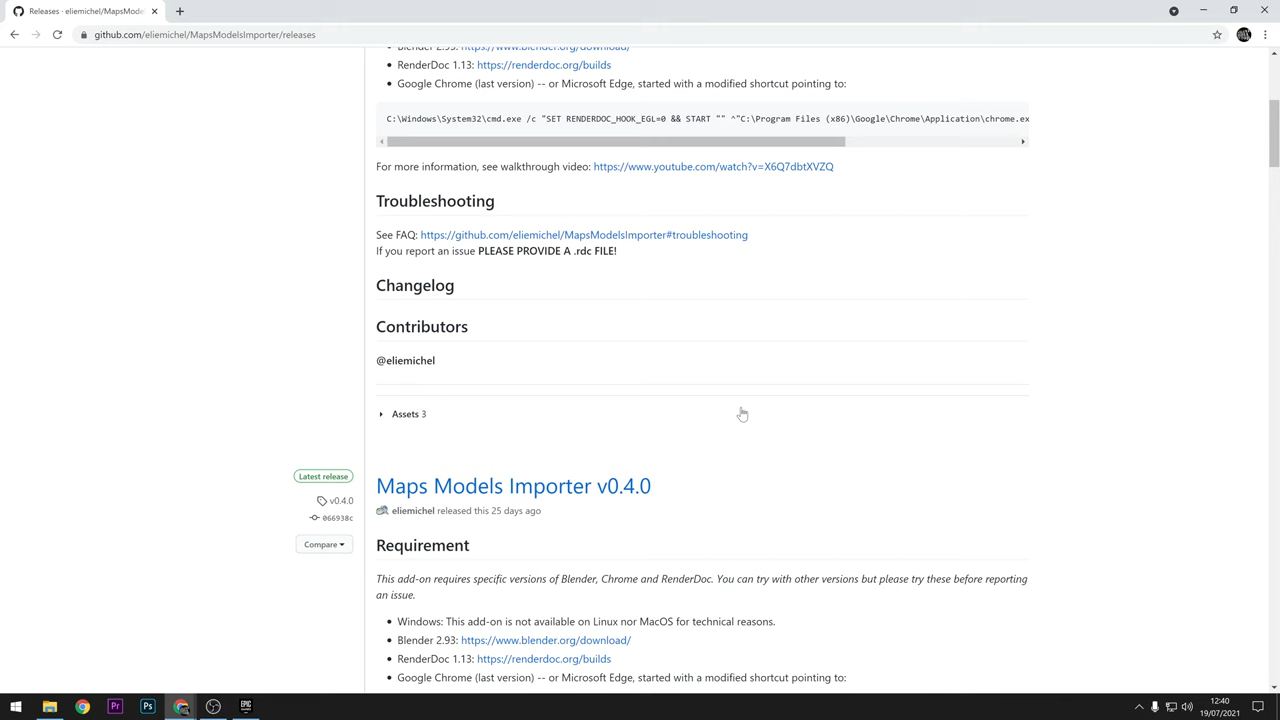 Releases · eliemichel/MapsModel
github.com/eliemichel/MapsModelsImporter/releases
Blender 2.93: https://www.blender.org/download/
RenderDoc 1.13: https://renderdoc.org/builds
Google Chrome (last version) -- or Microsoft Edge, started with a modified shortcut pointing to:
C:\Windows\System32\cmd.exe /c "SET RENDERDOC_HOOK_EGL=0 && START "" ^"C:\Program Files (x86)\Google\Chrome\Application\chrome.ex
For more information, see walkthrough video: https://www.youtube.com/watch?v=X6Q7dbtXVZQ
Troubleshooting
See FAQ: https://github.com/eliemichel/MapsModelsImporter#troubleshooting
If you report an issue PLEASE PROVIDE A .rdc FILE!
Changelog
Contributors
@eliemichel
Assets 3
Latest release
Maps Models Importer v0.4.0
v0.4.0
eliemichel released this 25 days ago
066938c
Compare
Requirement
This add-on requires specific versions of Blender, Chrome and RenderDoc. You can try with other versions but please try these before reporting
an issue.
Windows: This add-on is not available on Linux nor MacOS for technical reasons.
Blender 2.93: https://www.blender.org/download/
RenderDoc 1.13: https://renderdoc.org/builds
Google Chrome (last version) -- or Microsoft Edge, started with a modified shortcut pointing to:
Pr
Ps
12:40
19/07/2021